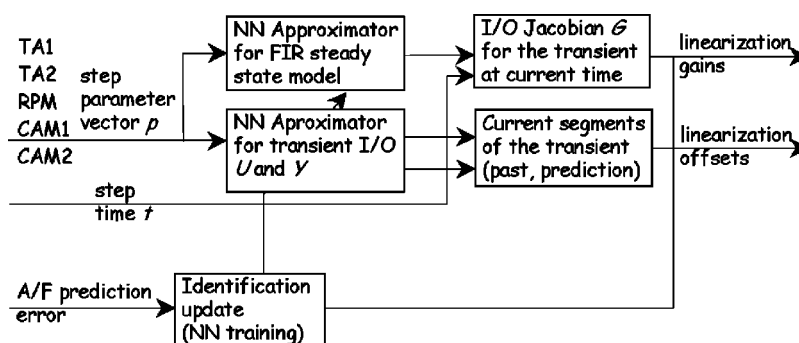 TA1
TA2
RPM
CAM1
CAM2
step
parameter
vector p
NN Approximator
for FIR steady
state model
I/O Jacobian G
for the transient
at current time
linearization
gains
NN Aproximator
for transient I/O
U and Y
Current segments
of the transient
(past, prediction)
linearization
offsets
step
time t
A/F prediction
error
Identification
update
(NN training)